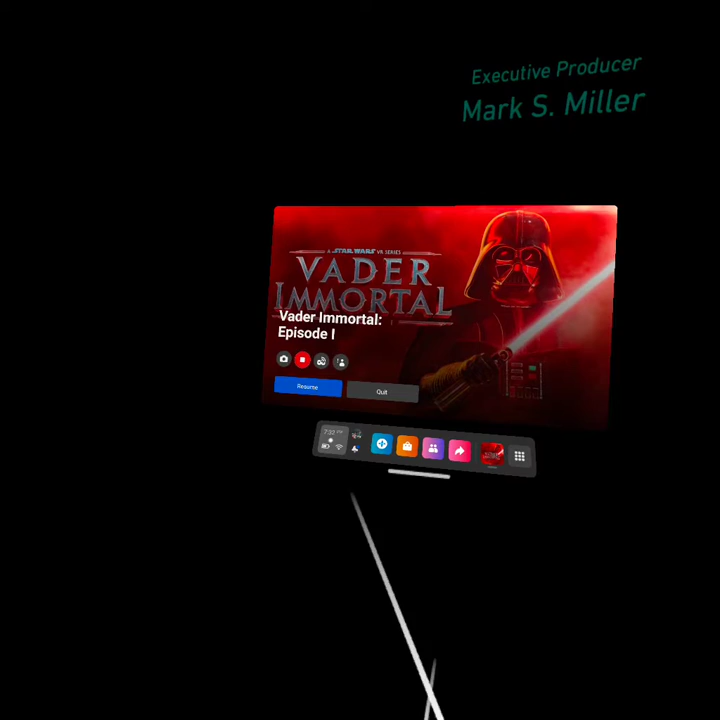 Executive Producer
Mark S. Miller
A STAR WARS VR SERIES
VADER
IMMORTAL
Vader Immortal:
Episode I
Resume
Quit